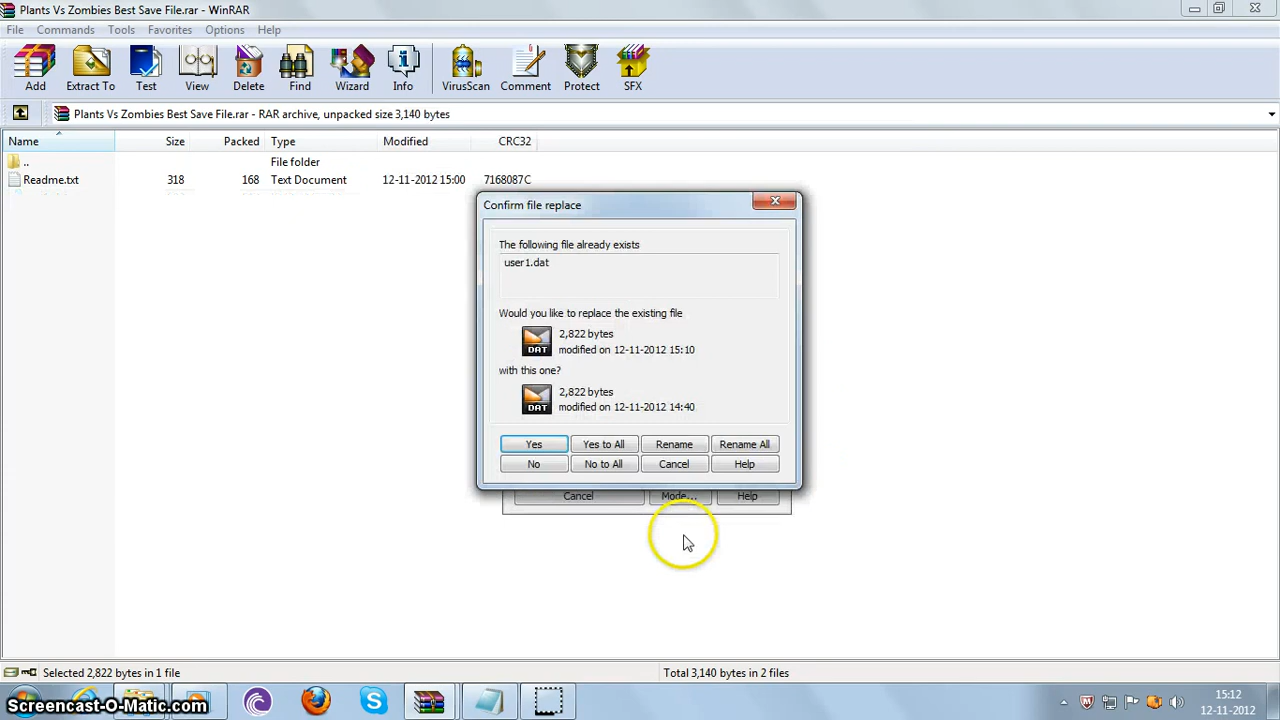 Plants Vs Zombies Best Save File.rar - WinRAR
File Commands Tools Favorites Options Help
Add Extract To Test View Delete Find Wizard Info VirusScan Comment Protect SFX
Plants Vs Zombies Best Save File.rar - RAR archive, unpacked size 3,140 bytes
Name Size Packed Type Modified CRC32
.. File folder
Readme.txt 318 168 Text Document 12-11-2012 15:00 7168087C
Confirm file replace
The following file already exists
user1.dat
Would you like to replace the existing file
2,822 bytes
DAT
modified on 12-11-2012 15:10
with this one?
2,822 bytes
DAT
modified on 12-11-2012 14:40
Yes Yes to All Rename Rename All
No No to All Cancel Help
Cancel Mode... Help
Selected 2,822 bytes in 1 file Total 3,140 bytes in 2 files
Screencast-O-Matic.com
15:12
12-11-2012